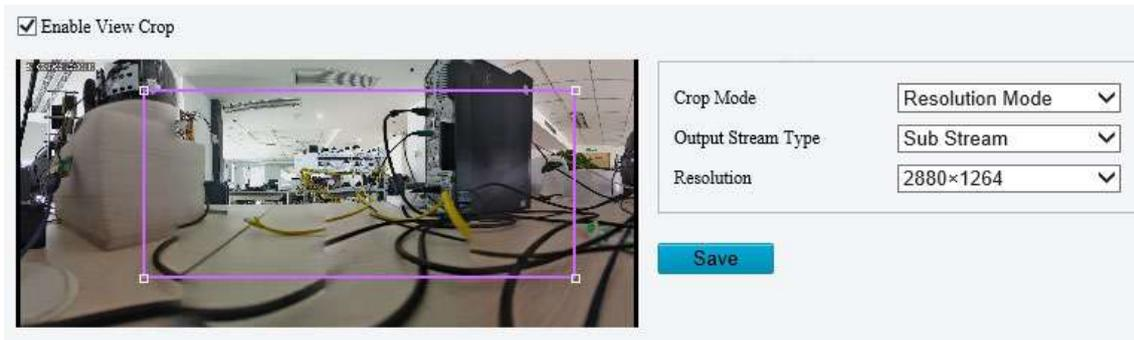 Enable View Crop
Crop Mode
Resolution Mode
Output Stream Type
Sub Stream
Resolution
2880×1264
Save